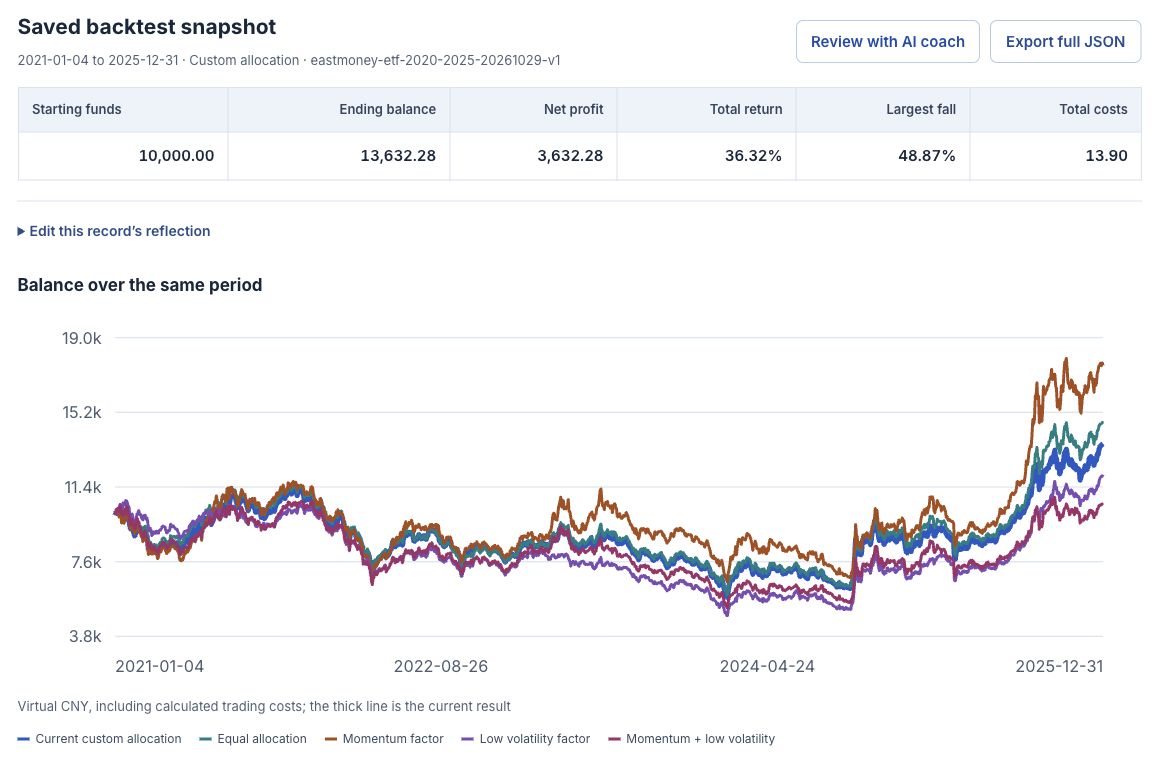 Saved backtest snapshot
Review with AI coach
Export full JSON
2021-01-04 to 2025-12-31 · Custom allocation · eastmoney-etf-2020-2025-20261029-v1
Starting funds Ending balance Net profit Total return Largest fall Total costs
10,000.00 13,632.28 3,632.28 36.32% 48.87% 13.90
Edit this record’s reflection
Balance over the same period
19.0k
15.2k
11.4k
7.6k
3.8k
2021-01-04 2022-08-26 2024-04-24 2025-12-31
Virtual CNY, including calculated trading costs; the thick line is the current result
Current custom allocation Equal allocation Momentum factor Low volatility factor Momentum + low volatility